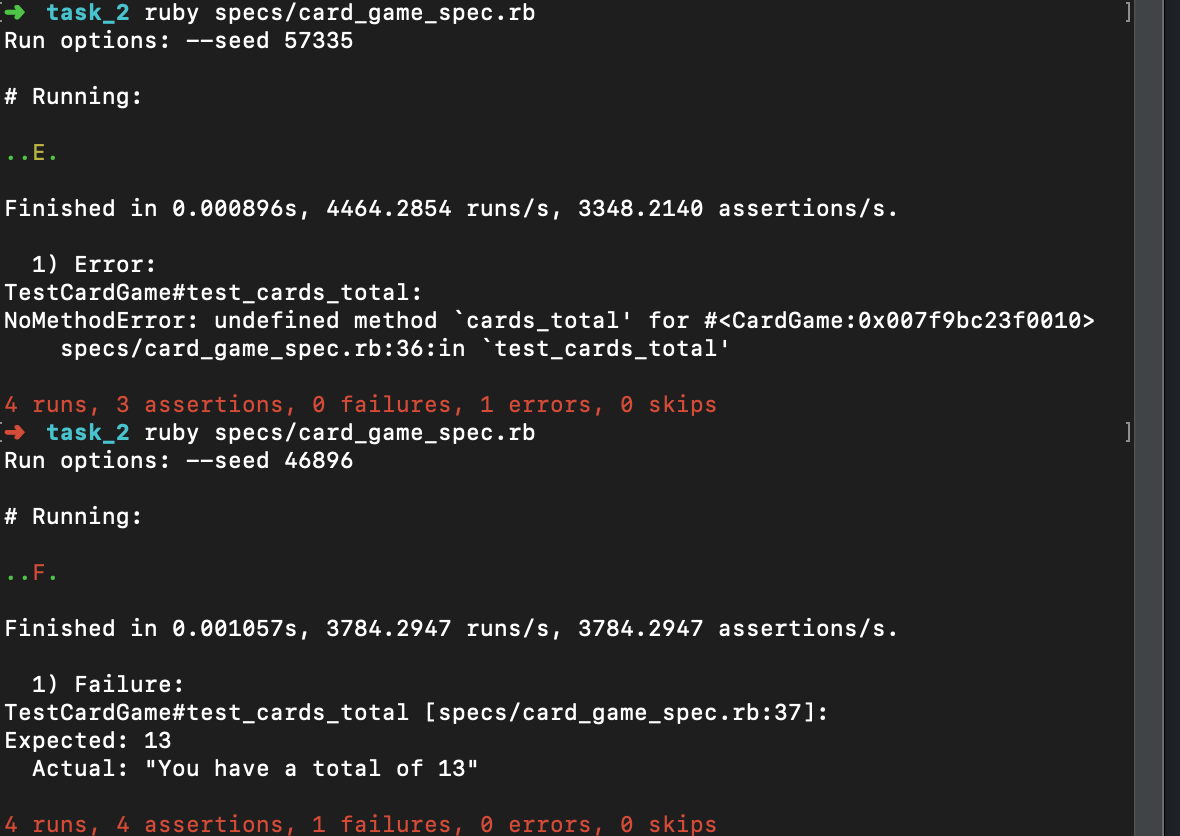 [➜ task_2 ruby specs/card_game_spec.rb ]
Run options: --seed 57335
# Running:
..E.
Finished in 0.000896s, 4464.2854 runs/s, 3348.2140 assertions/s.
1) Error:
TestCardGame#test_cards_total:
NoMethodError: undefined method `cards_total' for #<CardGame:0x007f9bc23f0010>
specs/card_game_spec.rb:36:in `test_cards_total'
4 runs, 3 assertions, 0 failures, 1 errors, 0 skips
[➜ task_2 ruby specs/card_game_spec.rb ]
Run options: --seed 46896
# Running:
..F.
Finished in 0.001057s, 3784.2947 runs/s, 3784.2947 assertions/s.
1) Failure:
TestCardGame#test_cards_total [specs/card_game_spec.rb:37]:
Expected: 13
Actual: "You have a total of 13"
4 runs, 4 assertions, 1 failures, 0 errors, 0 skips